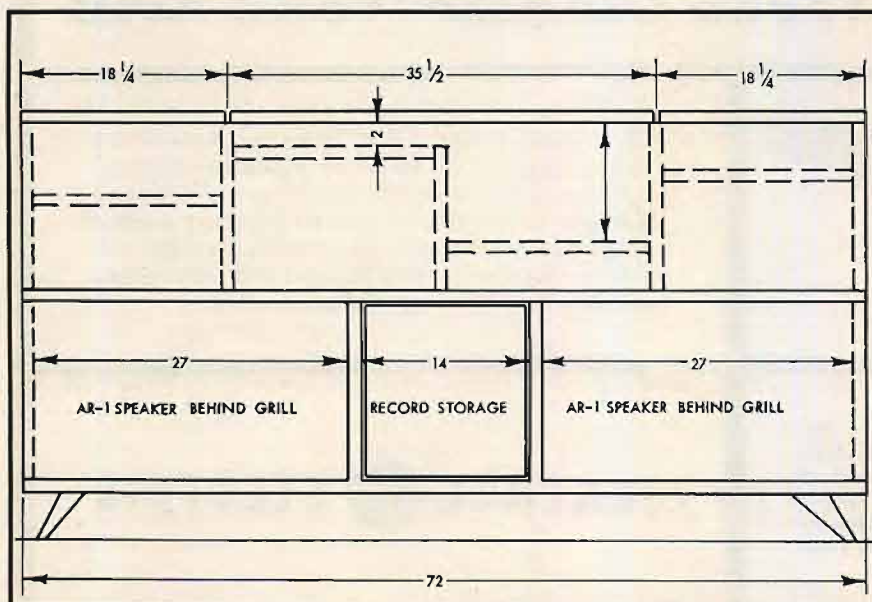 18 1/4 35 1/2 18 1/4
2
27 14 27
AR-1 SPEAKER BEHIND GRILL RECORD STORAGE AR-1 SPEAKER BEHIND GRILL
72